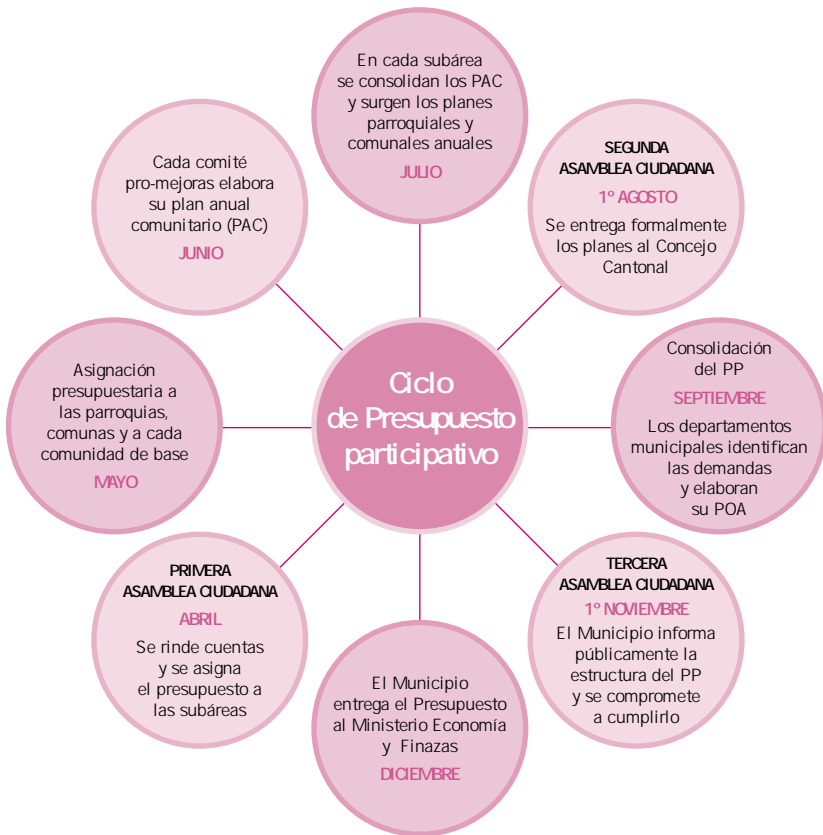 En cada subárea
se consolidan los PAC
y surgen los planes
parroquiales y
comunales anuales
JULIO
SEGUNDA
ASAMBLEA CIUDADANA
1º AGOSTO
Se entrega formalmente
los planes al Concejo
Cantonal
Consolidación
del PP
SEPTIEMBRE
Los departamentos
municipales identifican
las demandas
y elaboran
su POA
TERCERA
ASAMBLEA CIUDADANA
1º NOVIEMBRE
El Municipio informa
públicamente la
estructura del PP
y se compromete
a cumplirlo
El Municipio
entrega el Presupuesto
al Ministerio Economía
y Finazas
DICIEMBRE
PRIMERA
ASAMBLEA CIUDADANA
ABRIL
Se rinde cuentas
y se asigna
el presupuesto a
las subáreas
Asignación
presupuestaria a
las parroquias,
comunas y a cada
comunidad de base
MAYO
Cada comité
pro-mejoras elabora
su plan anual
comunitario (PAC)
JUNIO
Ciclo
de Presupuesto
participativo